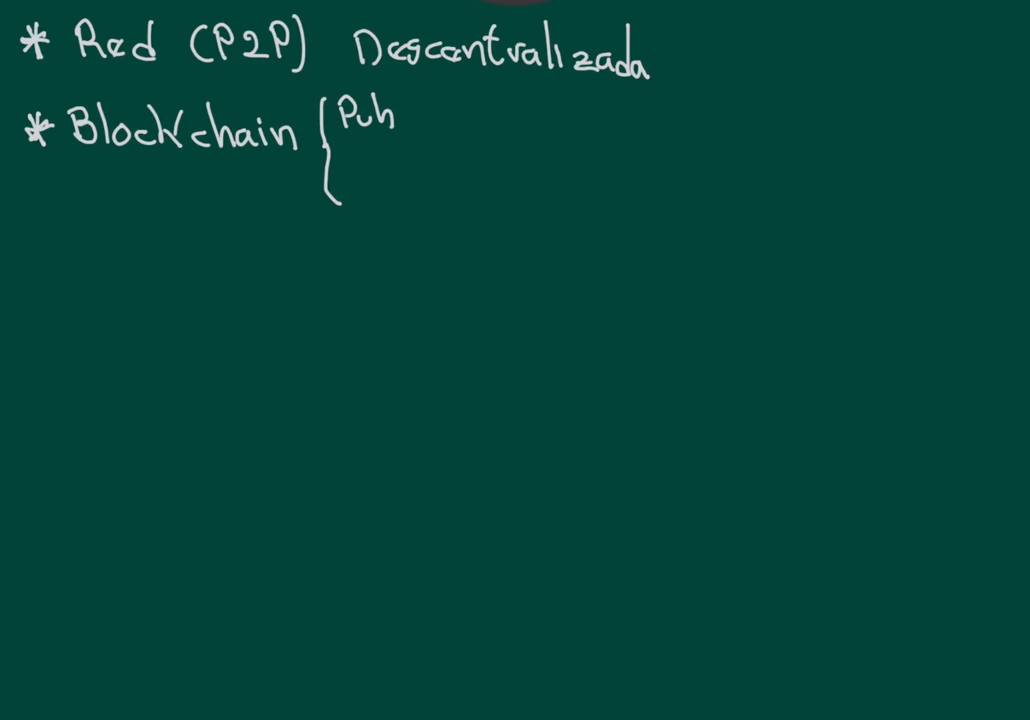 * Red (P2P) Descentralizada
* Blockchain { Pub